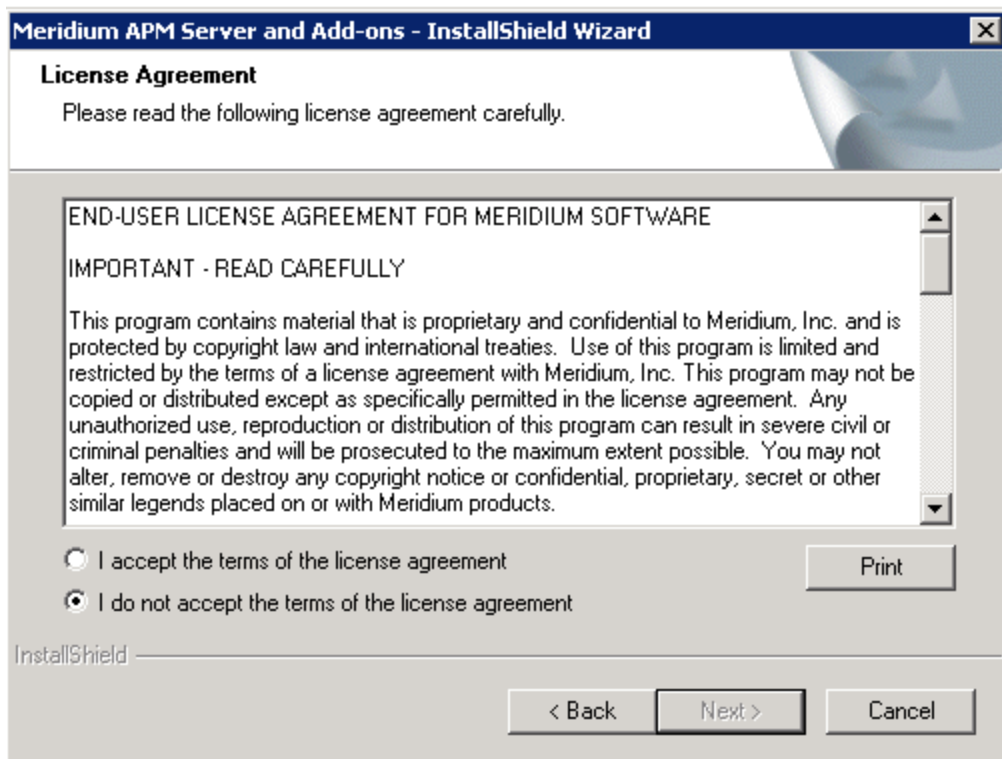 Meridium APM Server and Add-ons - InstallShield Wizard
License Agreement
Please read the following license agreement carefully.
END-USER LICENSE AGREEMENT FOR MERIDIUM SOFTWARE
IMPORTANT - READ CAREFULLY
This program contains material that is proprietary and confidential to Meridium, Inc. and is
protected by copyright law and international treaties.  Use of this program is limited and
restricted by the terms of a license agreement with Meridium, Inc. This program may not be
copied or distributed except as specifically permitted in the license agreement.  Any
unauthorized use, reproduction or distribution of this program can result in severe civil or
criminal penalties and will be prosecuted to the maximum extent possible.  You may not
alter, remove or destroy any copyright notice or confidential, proprietary, secret or other
similar legends placed on or with Meridium products.
I accept the terms of the license agreement
Print
I do not accept the terms of the license agreement
InstallShield
< Back
Next >
Cancel